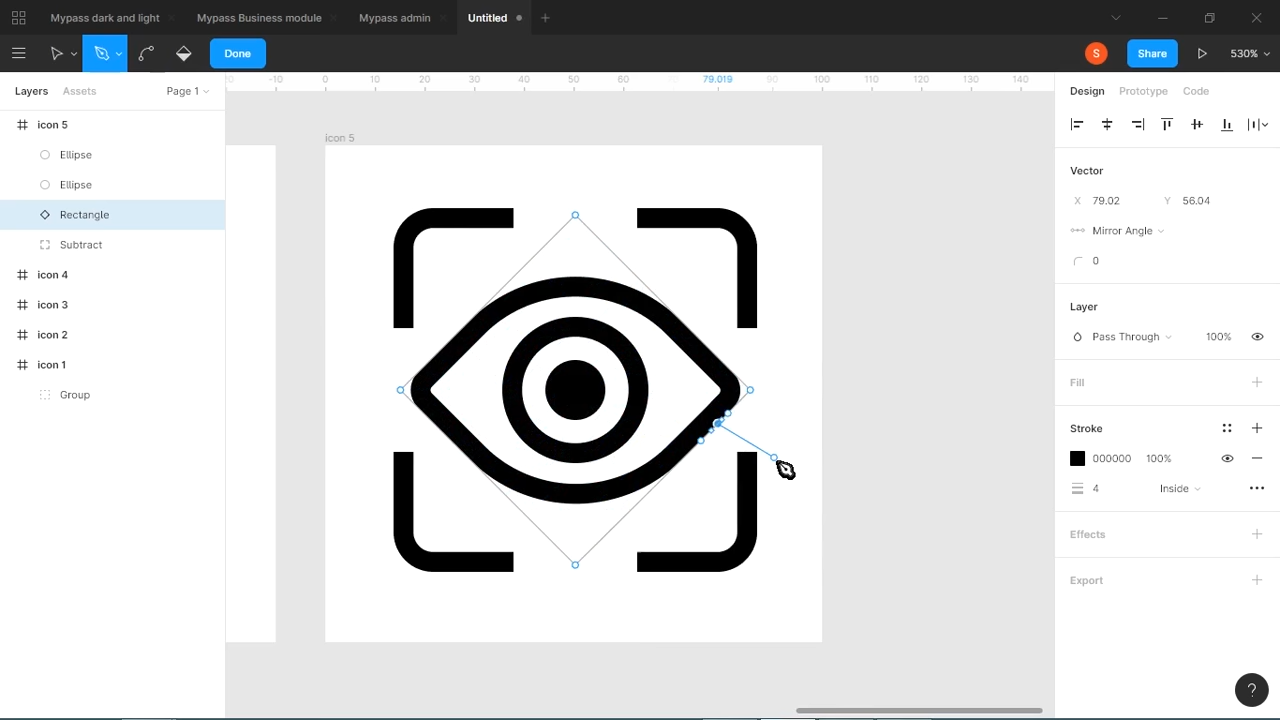 Mypass dark and light
Mypass Business module
Mypass admin
Untitled
Done
S
Share
530%
Layers
Assets
Page 1
-10 0 10 20 30 40 50 60 79.019 90 100 110 120 130 140
Design
Prototype
Code
icon 5
Ellipse
Ellipse
Rectangle
Subtract
icon 4
icon 3
icon 2
icon 1
Group
icon 5
Vector
X 79.02 Y 56.04
Mirror Angle
0
Layer
Pass Through 100%
Fill
Stroke
000000 100%
4 Inside
Effects
Export
?